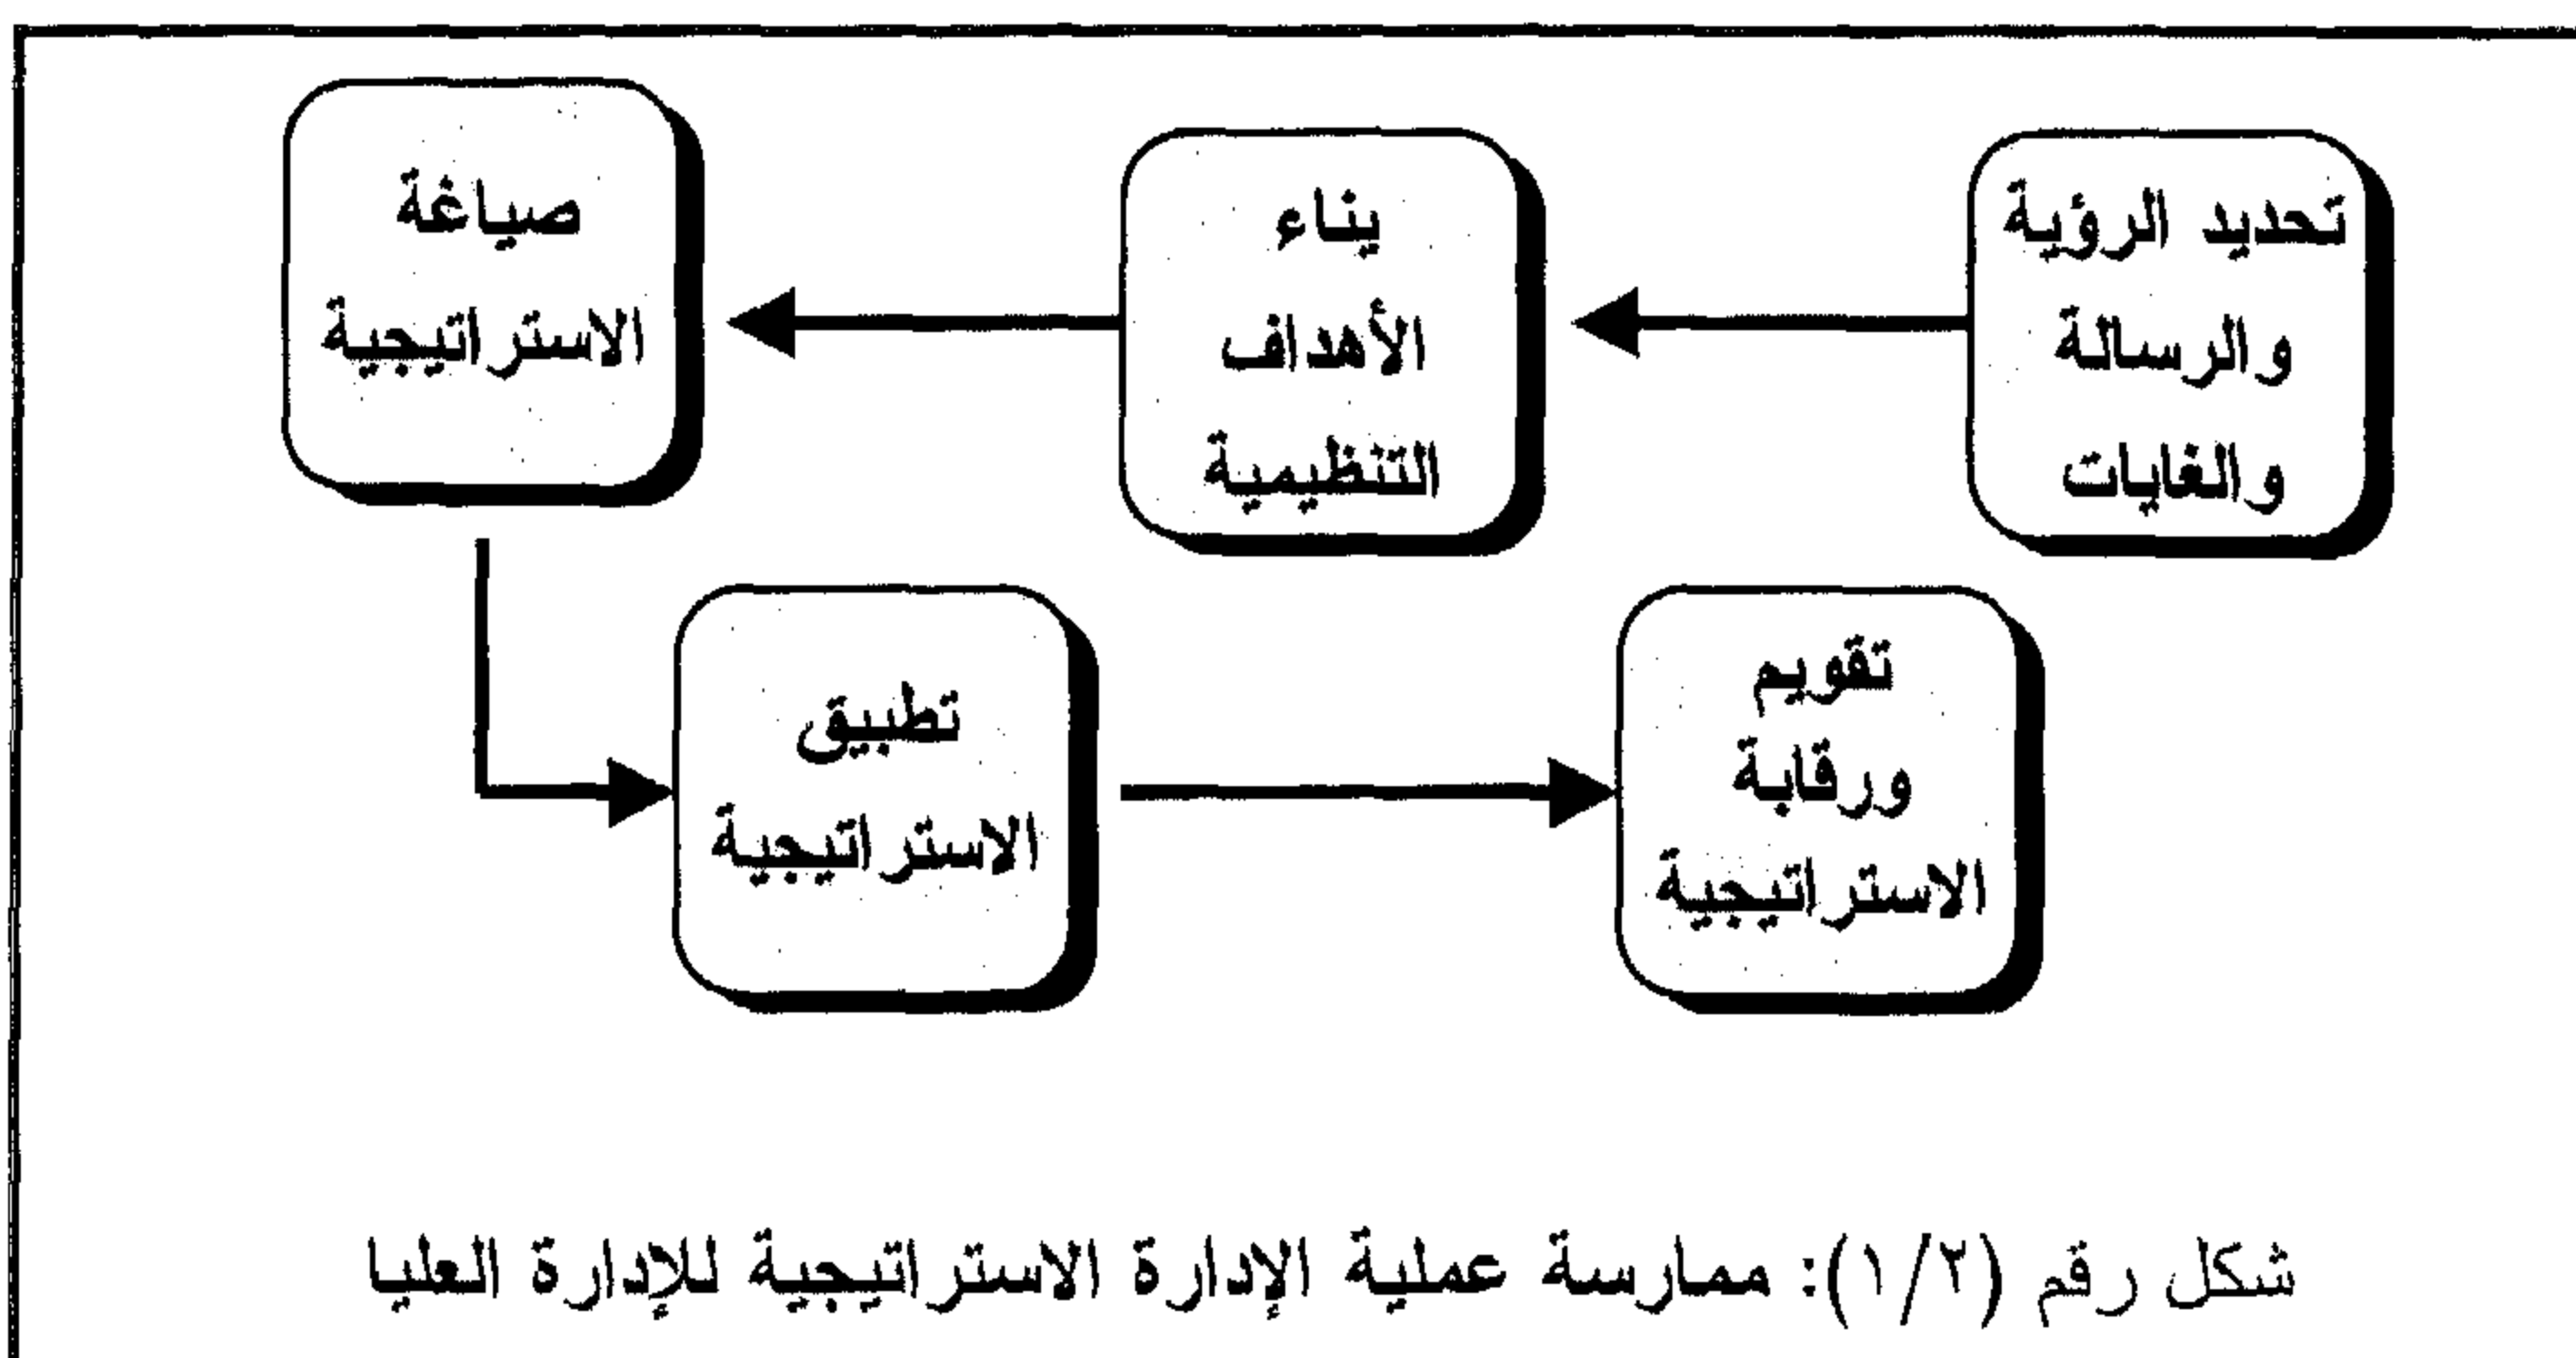 تحديد الرؤية
والرسالة
والغايات
بناء
الأهداف
التنظيمية
صياغة
الاستراتيجية
تطبيق
الاستراتيجية
تقويم
ورقابة
الاستراتيجية
شكل رقم (١/٢): ممارسة عملية الإدارة الاستراتيجية للإدارة العليا